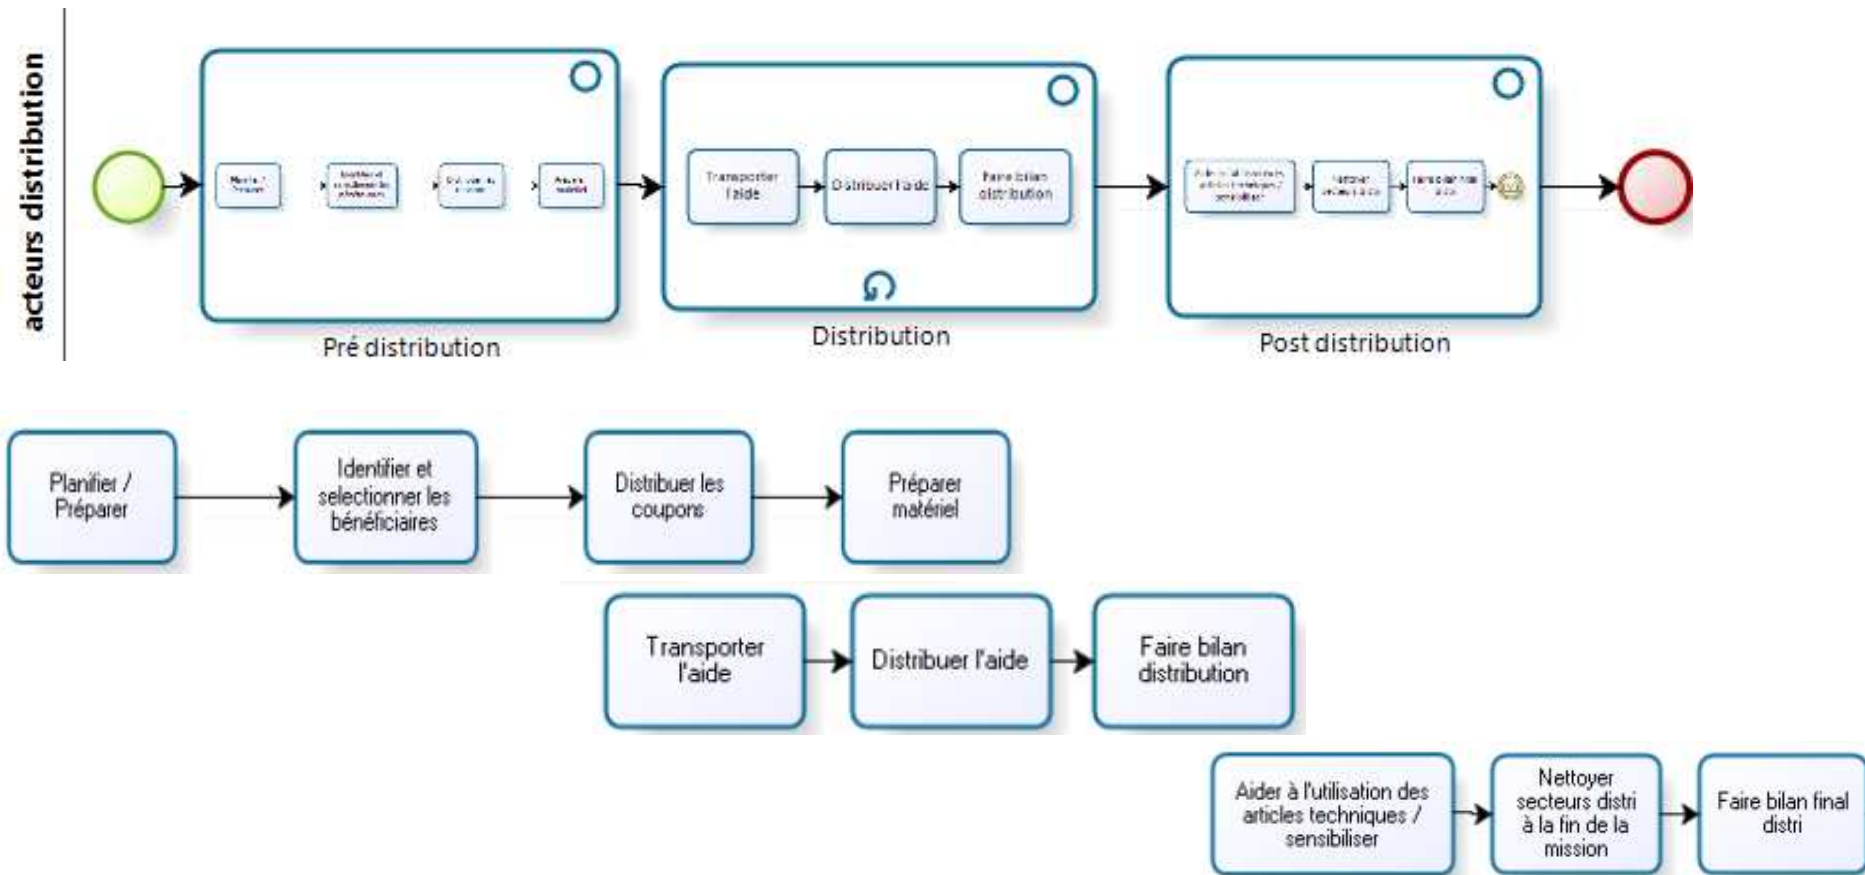 acteurs distribution
Transporter
l'aide
Distribuer l'aide
Faire bilan
distribution
Pré distribution
Distribution
Post distribution
Planifier /
Préparer
Identifier et
selectionner les
bénéficiaires
Distribuer les
coupons
Préparer
matériel
Transporter
l'aide
Distribuer l'aide
Faire bilan
distribution
Aider à l'utilisation des
articles techniques /
sensibiliser
Nettoyer
secteurs distri
à la fin de la
mission
Faire bilan final
distri